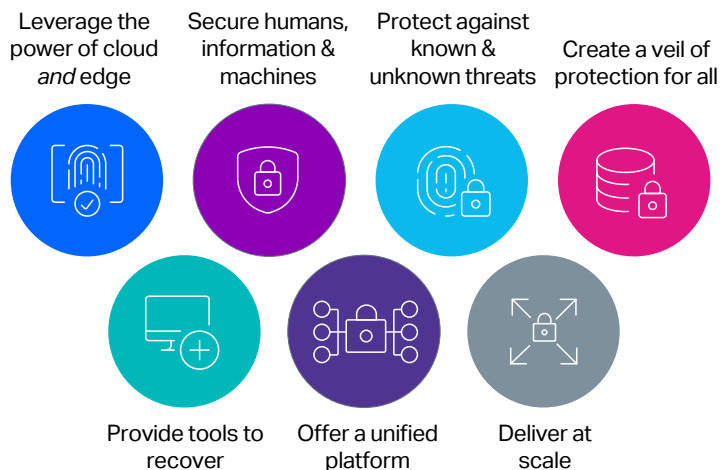 Leverage the
power of cloud
and edge
Secure humans,
information &
machines
Protect against
known &
unknown threats
Create a veil of
protection for all
Provide tools to
recover
Offer a unified
platform
Deliver at
scale